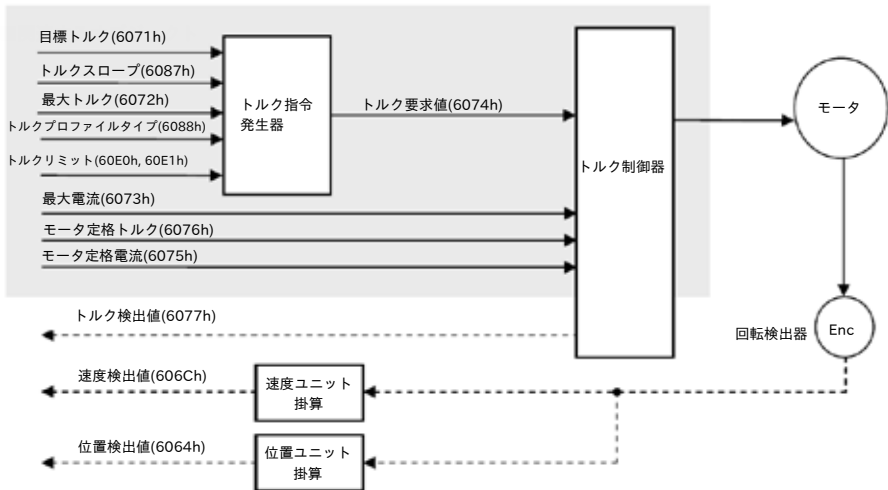 目標トルク(6071h)
トルクスロープ(6087h)
最大トルク(6072h)
トルクプロファイルタイプ(6088h)
トルクリミット(60E0h, 60E1h)
トルク指令
発生器
トルク要求値(6074h)
最大電流(6073h)
モータ定格トルク(6076h)
モータ定格電流(6075h)
トルク制御器
モータ
トルク検出値(6077h)
回転検出器
Enc
速度検出値(606Ch)
速度ユニット
掛算
位置検出値(6064h)
位置ユニット
掛算